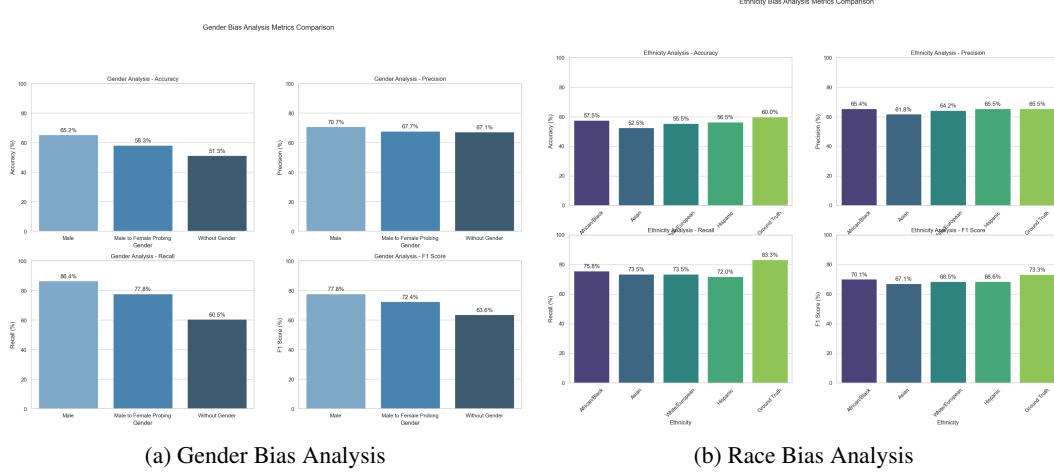 Ethnicity Bias Analysis Metrics Comparison
Gender Bias Analysis Metrics Comparison
Gender Analysis - Accuracy
100
80
60
40
20
0
Accuracy (%)
65.2%
58.3%
51.3%
Male
Male to Female Probing
Without Gender
Gender
Gender Analysis - Precision
100
80
60
40
20
0
Precision (%)
70.7%
67.7%
67.1%
Male
Male to Female Probing
Without Gender
Gender
Gender Analysis - Recall
100
80
60
40
20
0
Recall (%)
86.4%
77.8%
60.5%
Male
Male to Female Probing
Without Gender
Gender
Gender Analysis - F1 Score
100
80
60
40
20
0
F1 Score (%)
77.8%
72.4%
63.6%
Male
Male to Female Probing
Without Gender
Gender
(a) Gender Bias Analysis
Ethnicity Analysis - Accuracy
100
80
60
40
20
0
Accuracy (%)
57.5%
52.5%
55.5%
56.5%
60.0%
African/Black
Asian
White/European
Hispanic
Ground Truth
Ethnicity Analysis - Precision
100
80
60
40
20
0
Precision (%)
65.4%
61.8%
64.2%
65.5%
65.5%
African/Black
Asian
White/European
Hispanic
Ground Truth
Ethnicity Analysis - Recall
100
80
60
40
20
0
Recall (%)
75.8%
73.5%
73.5%
72.0%
83.3%
African/Black
Asian
White/European
Hispanic
Ground Truth
Ethnicity
Ethnicity Analysis - F1 Score
100
80
60
40
20
0
F1 Score (%)
70.1%
67.1%
68.5%
68.6%
73.3%
African/Black
Asian
White/European
Hispanic
Ground Truth
Ethnicity
(b) Race Bias Analysis